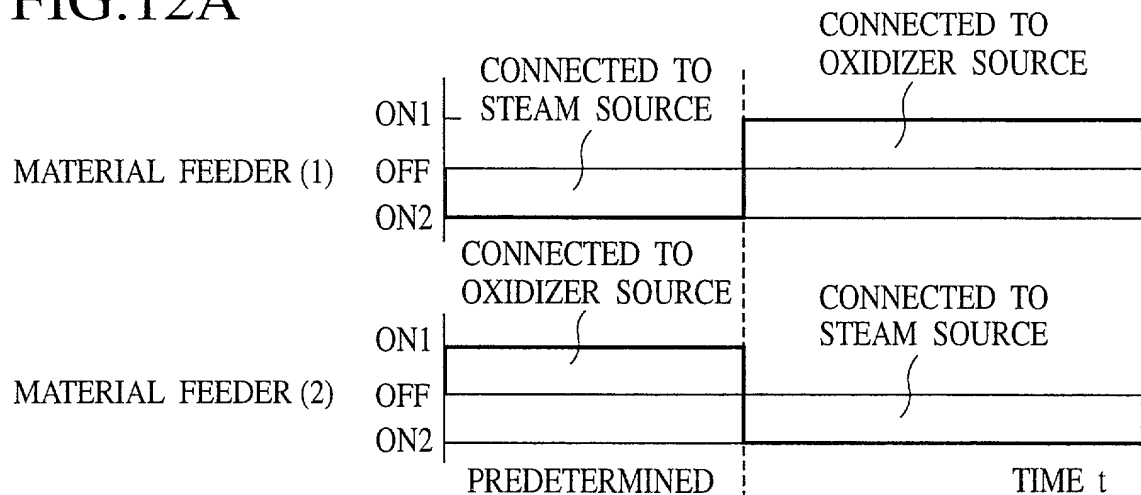 FIG.12A
CONNECTED TO
OXIDIZER SOURCE
CONNECTED TO
STEAM SOURCE
ON1
MATERIAL FEEDER (1)
OFF
ON2
CONNECTED TO
OXIDIZER SOURCE
CONNECTED TO
STEAM SOURCE
ON1
MATERIAL FEEDER (2)
OFF
ON2
PREDETERMINED
TIME t